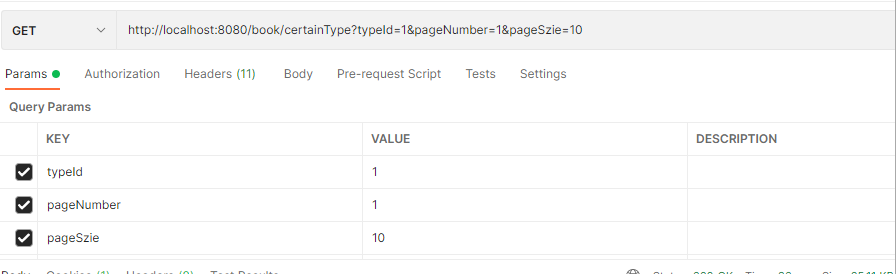 GET http://localhost:8080/book/certainType?typeId=1&pageNumber=1&pageSzie=10
Params Authorization Headers (11) Body Pre-request Script Tests Settings
Query Params
KEY VALUE DESCRIPTION
typeId 1
pageNumber 1
pageSzie 10